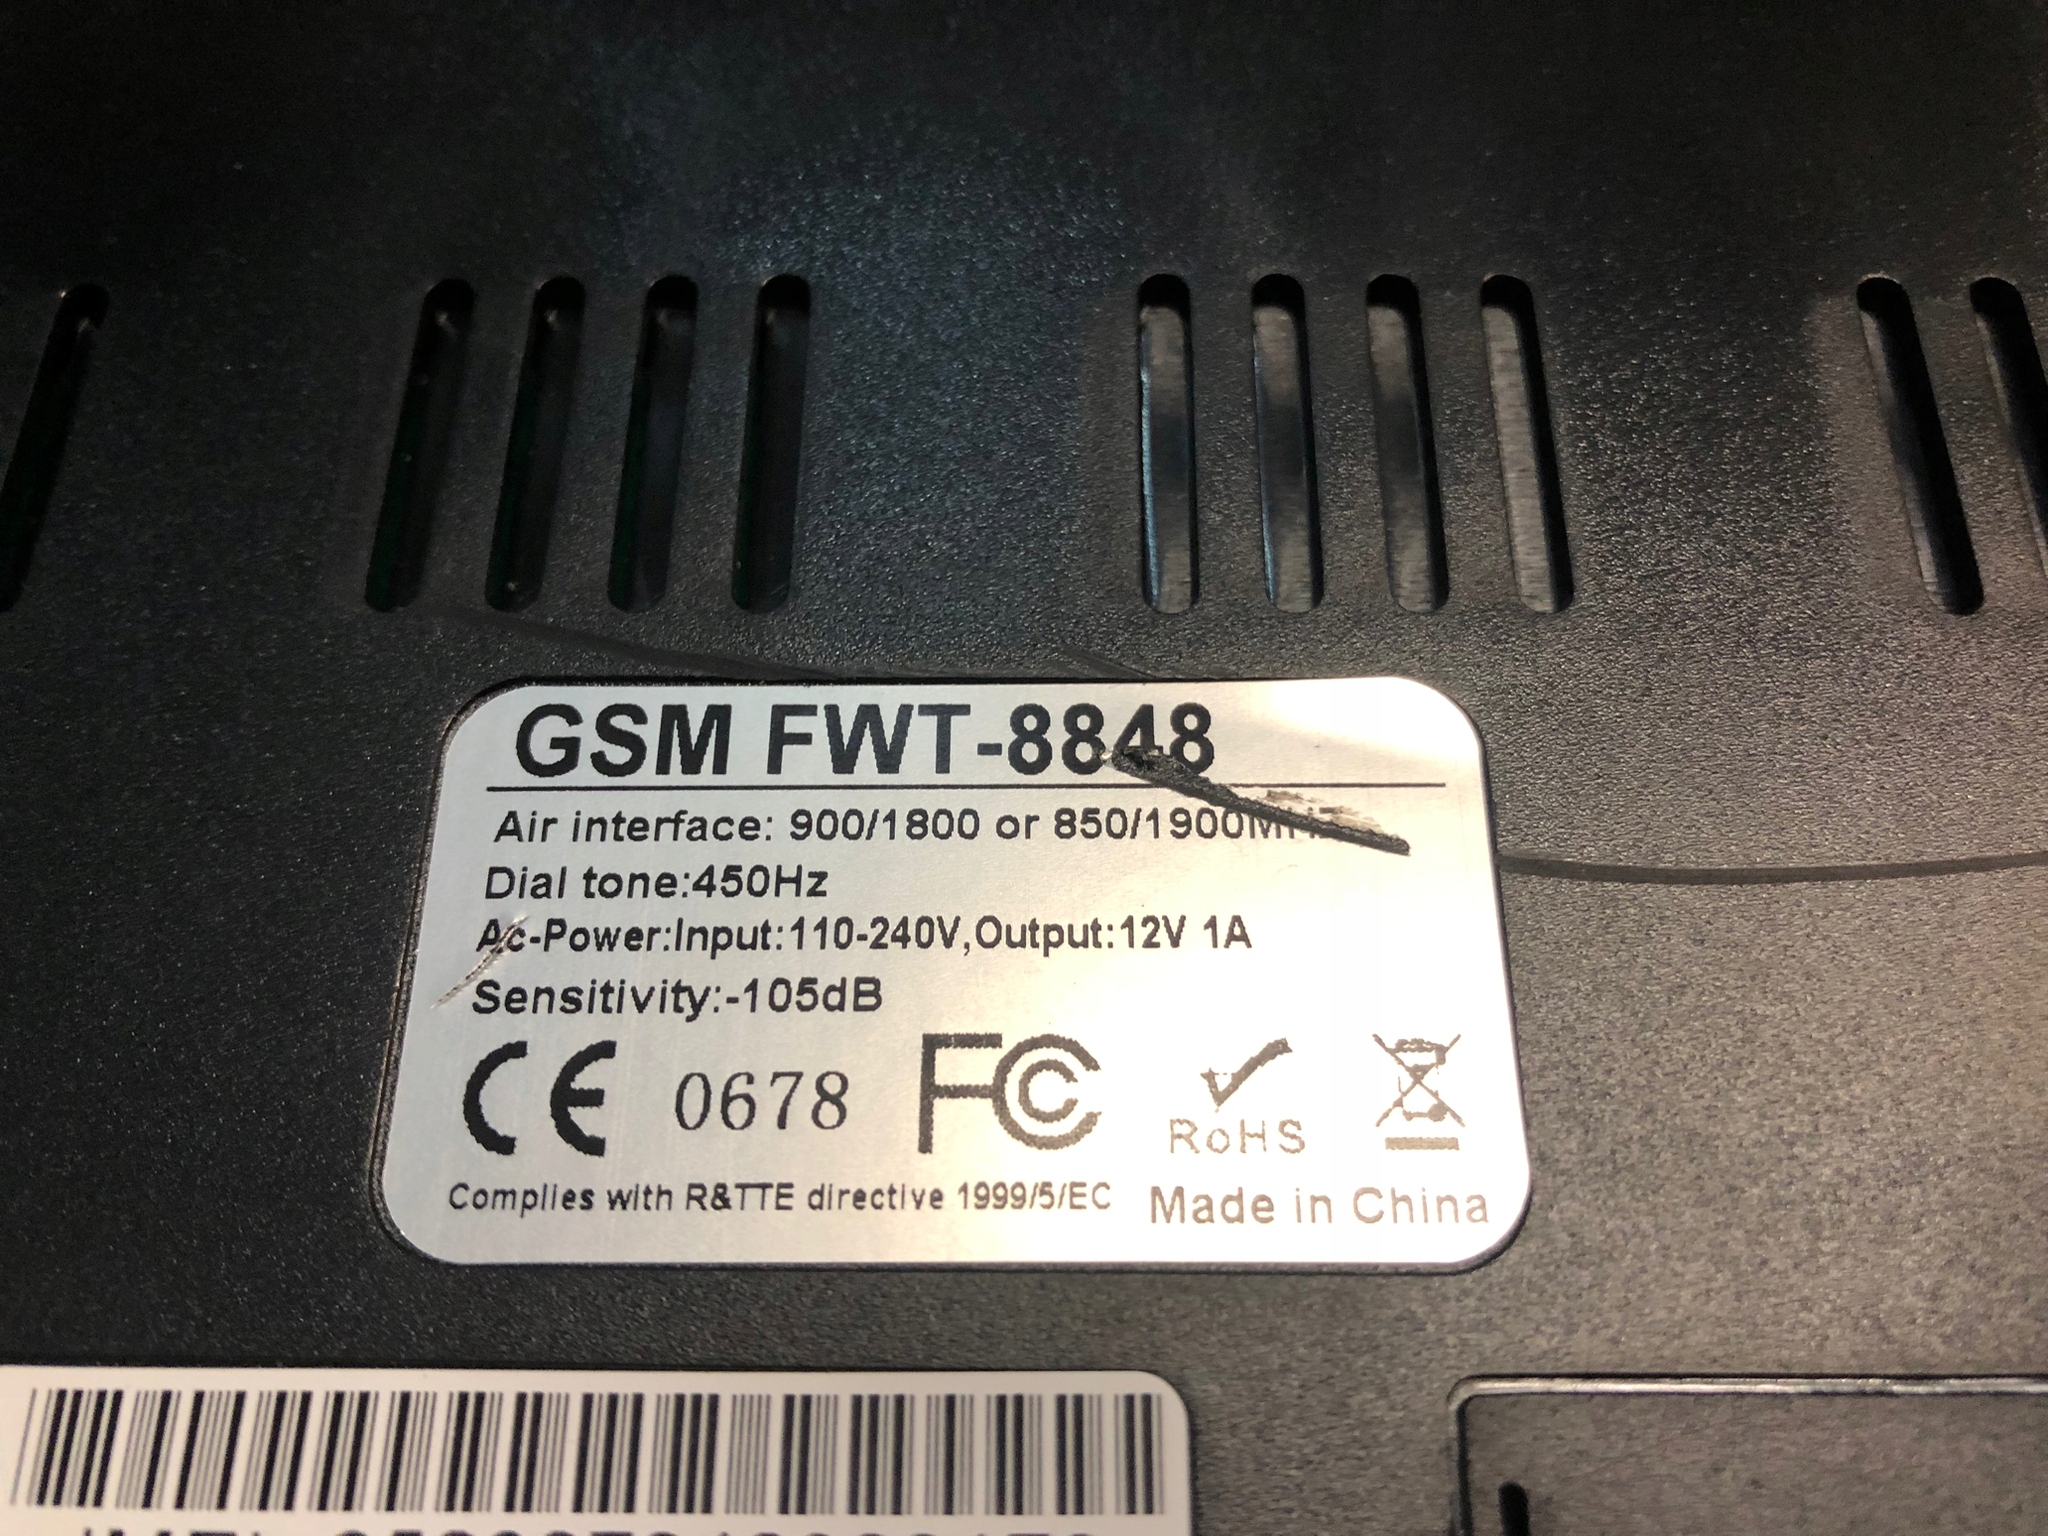 GSM FWT-8848
Air interface: 900/1800 or 850/1900MHz
Dial tone:450Hz
Ac-Power:Input:110-240V,Output:12V 1A
Sensitivity:-105dB
CE 0678 FC RoHS
Complies with R&TTE directive 1999/5/EC Made in China